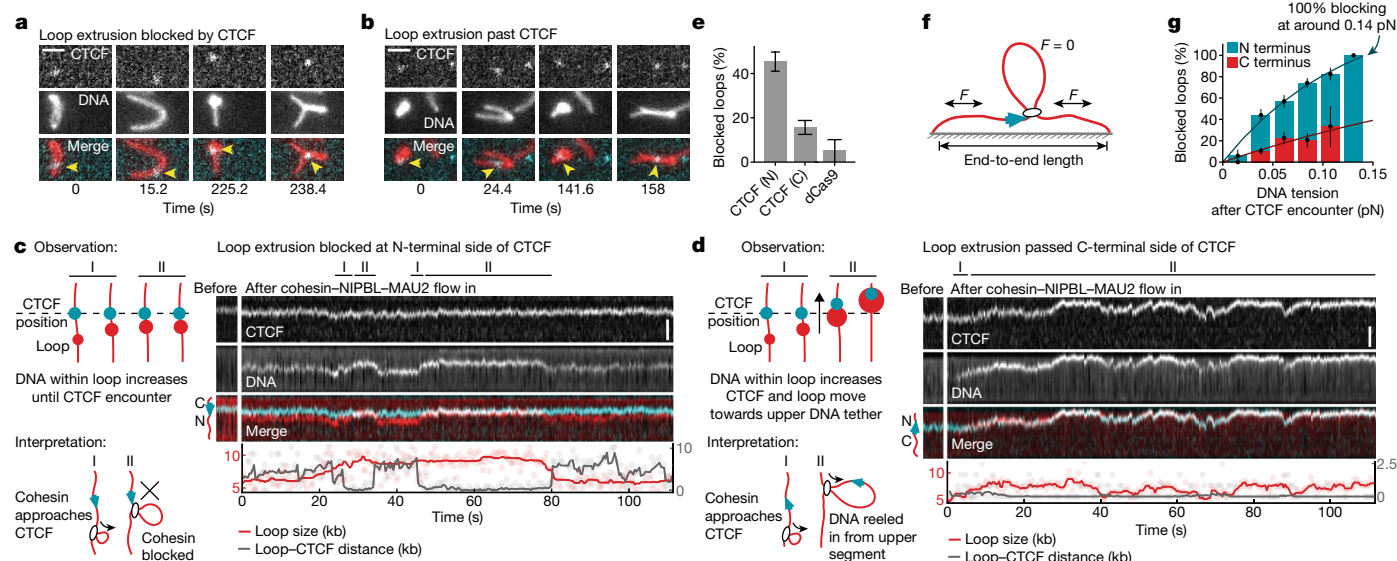 a
Loop extrusion blocked by CTCF
CTCF
DNA
Merge
0
15.2
225.2
238.4
Time (s)
b
Loop extrusion past CTCF
CTCF
DNA
Merge
0
24.4
141.6
158
Time (s)
e
Blocked loops (%)
40
20
0
CTCF (N)
CTCF (C)
dCas9
f
F = 0
F
F
End-to-end length
g
100% blocking
at around 0.14 pN
Blocked loops (%)
100
80
60
40
20
0
N terminus
C terminus
0
0.05
0.10
0.15
DNA tension
after CTCF encounter (pN)
c
Observation:
I
II
CTCF
position
Loop
DNA within loop increases
until CTCF encounter
Interpretation:
I
II
Cohesin
approaches
CTCF
Cohesin
blocked
Loop extrusion blocked at N-terminal side of CTCF
I
II
I
II
Before
After cohesin–NIPBL–MAU2 flow in
CTCF
DNA
C
N
Merge
10
5
10
0
0
20
40
60
80
100
Time (s)
Loop size (kb)
Loop–CTCF distance (kb)
d
Observation:
I
II
CTCF
position
Loop
DNA within loop increases
CTCF and loop move
towards upper DNA tether
Interpretation:
I
II
Cohesin
approaches
CTCF
DNA reeled
in from upper
segment
Loop extrusion passed C-terminal side of CTCF
I
II
Before
After cohesin–NIPBL–MAU2 flow in
CTCF
DNA
N
C
Merge
10
5
2.5
0
0
20
40
60
80
100
Time (s)
Loop size (kb)
Loop–CTCF distance (kb)